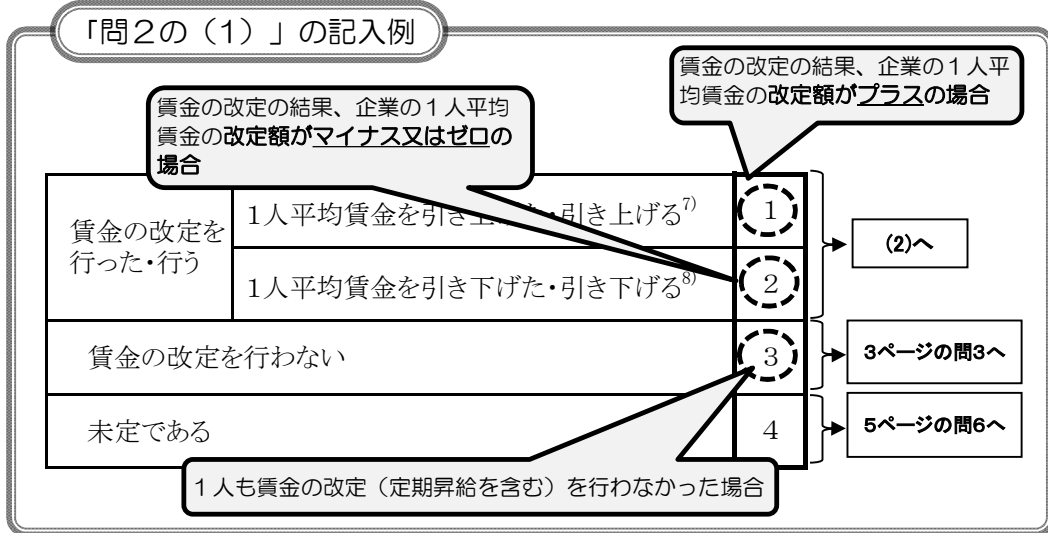 「問２の（１）」の記入例
賃金の改定の結果、企業の１人平
均賃金の改定額がプラスの場合
賃金の改定の結果、企業の１人平均
賃金の改定額がマイナス又はゼロの
場合
賃金の改定を
行った・行う
1人平均賃金を引き上 ・引き上げる7)
1
1人平均賃金を引き下げた・引き下げる8)
2
(2)へ
賃金の改定を行わない
3
3ページの問3へ
未定である
4
5ページの問6へ
１人も賃金の改定（定期昇給を含む）を行わなかった場合